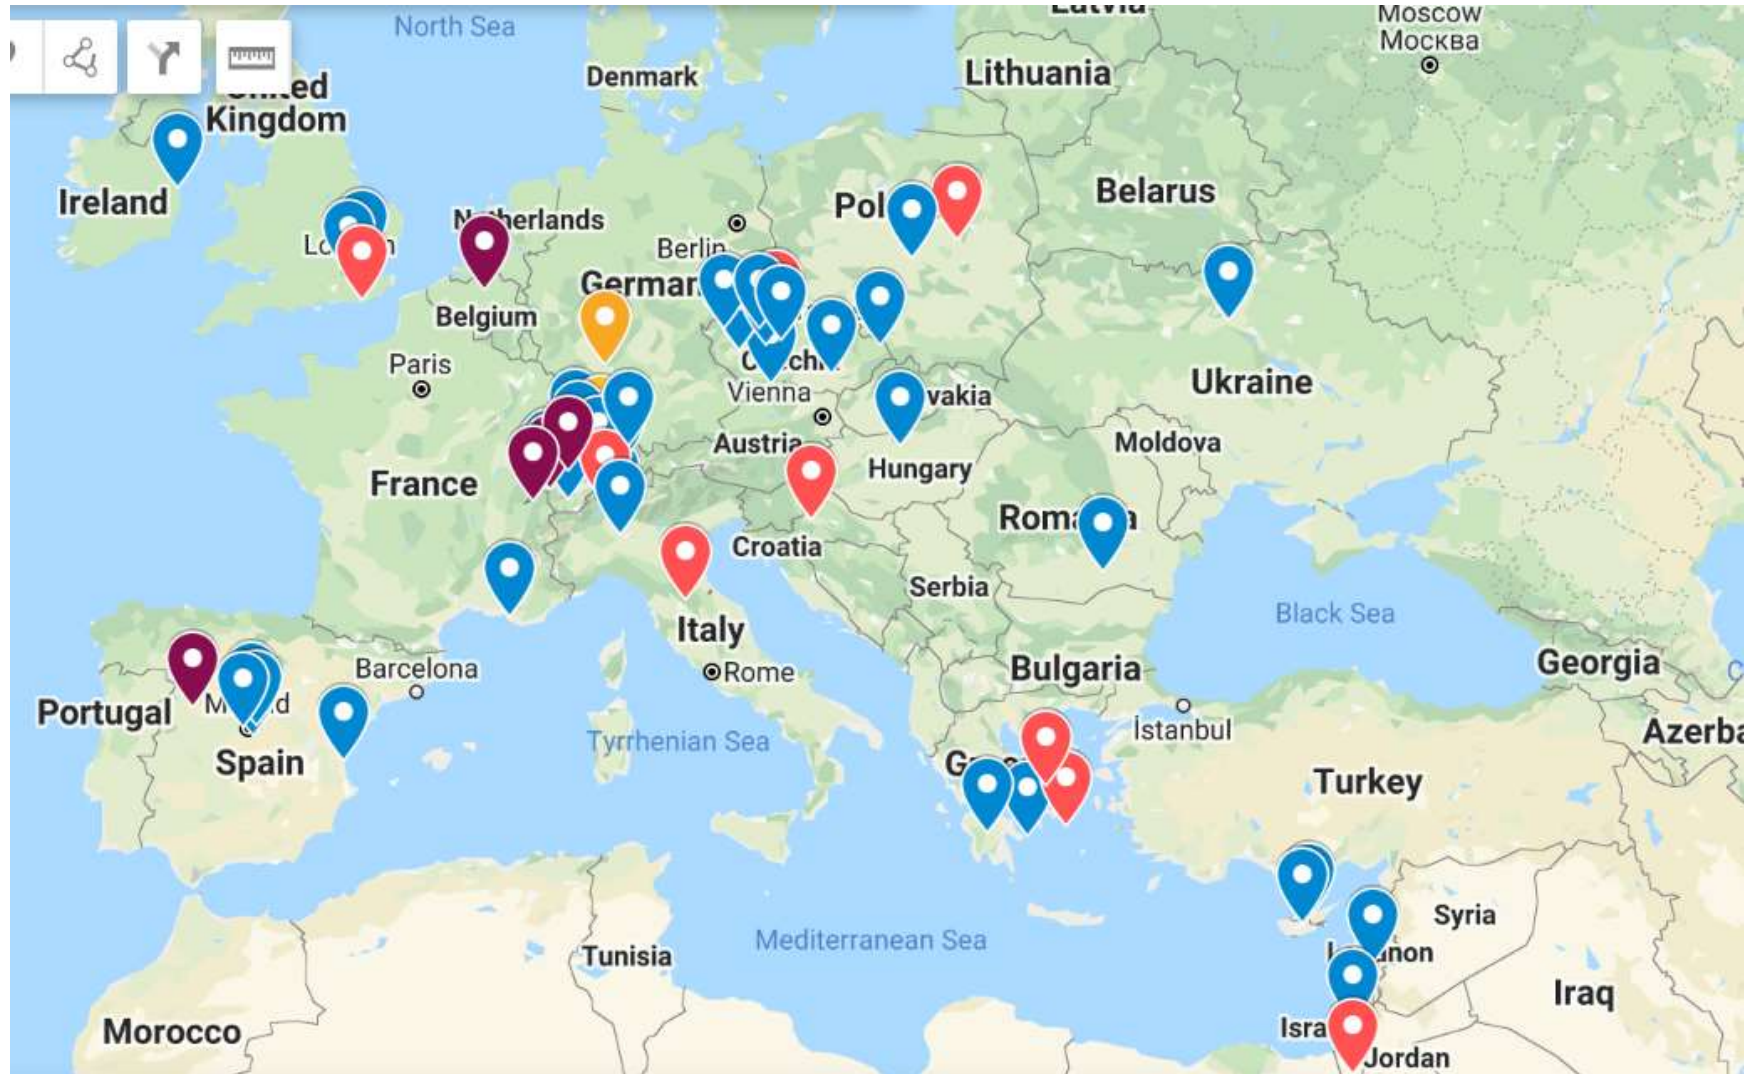 North Sea
Latvia
Moscow
Москва
Denmark
Lithuania
United
Kingdom
Ireland
Belarus
Netherlands
Berlin
Belgium
Paris
Vienna
Ukraine
Austria
Moldova
Hungary
France
Croatia
Serbia
Black Sea
Italy
Barcelona
Rome
Bulgaria
Georgia
Portugal
İstanbul
Tyrrhenian Sea
Spain
Turkey
Syria
Mediterranean Sea
Tunisia
Iraq
Morocco
Jordan